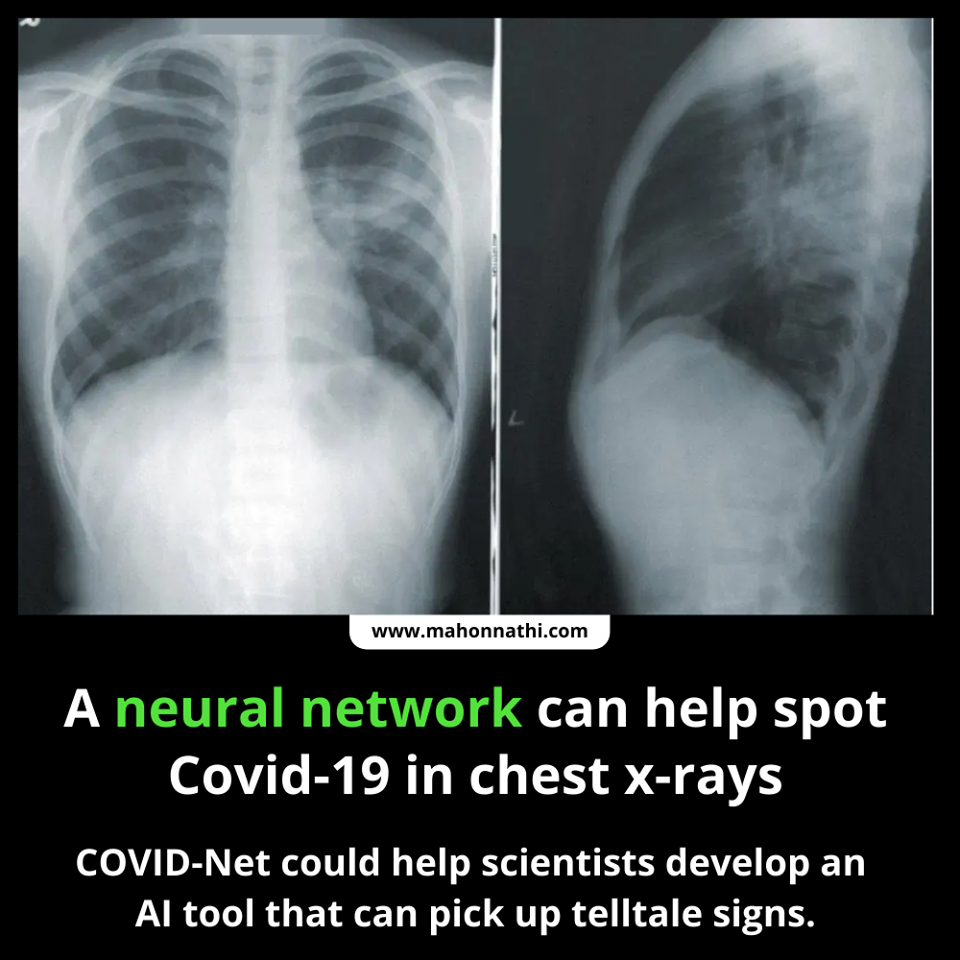 L
www.mahonnathi.com
A neural network can help spot
Covid-19 in chest x-rays
COVID-Net could help scientists develop an
AI tool that can pick up telltale signs.